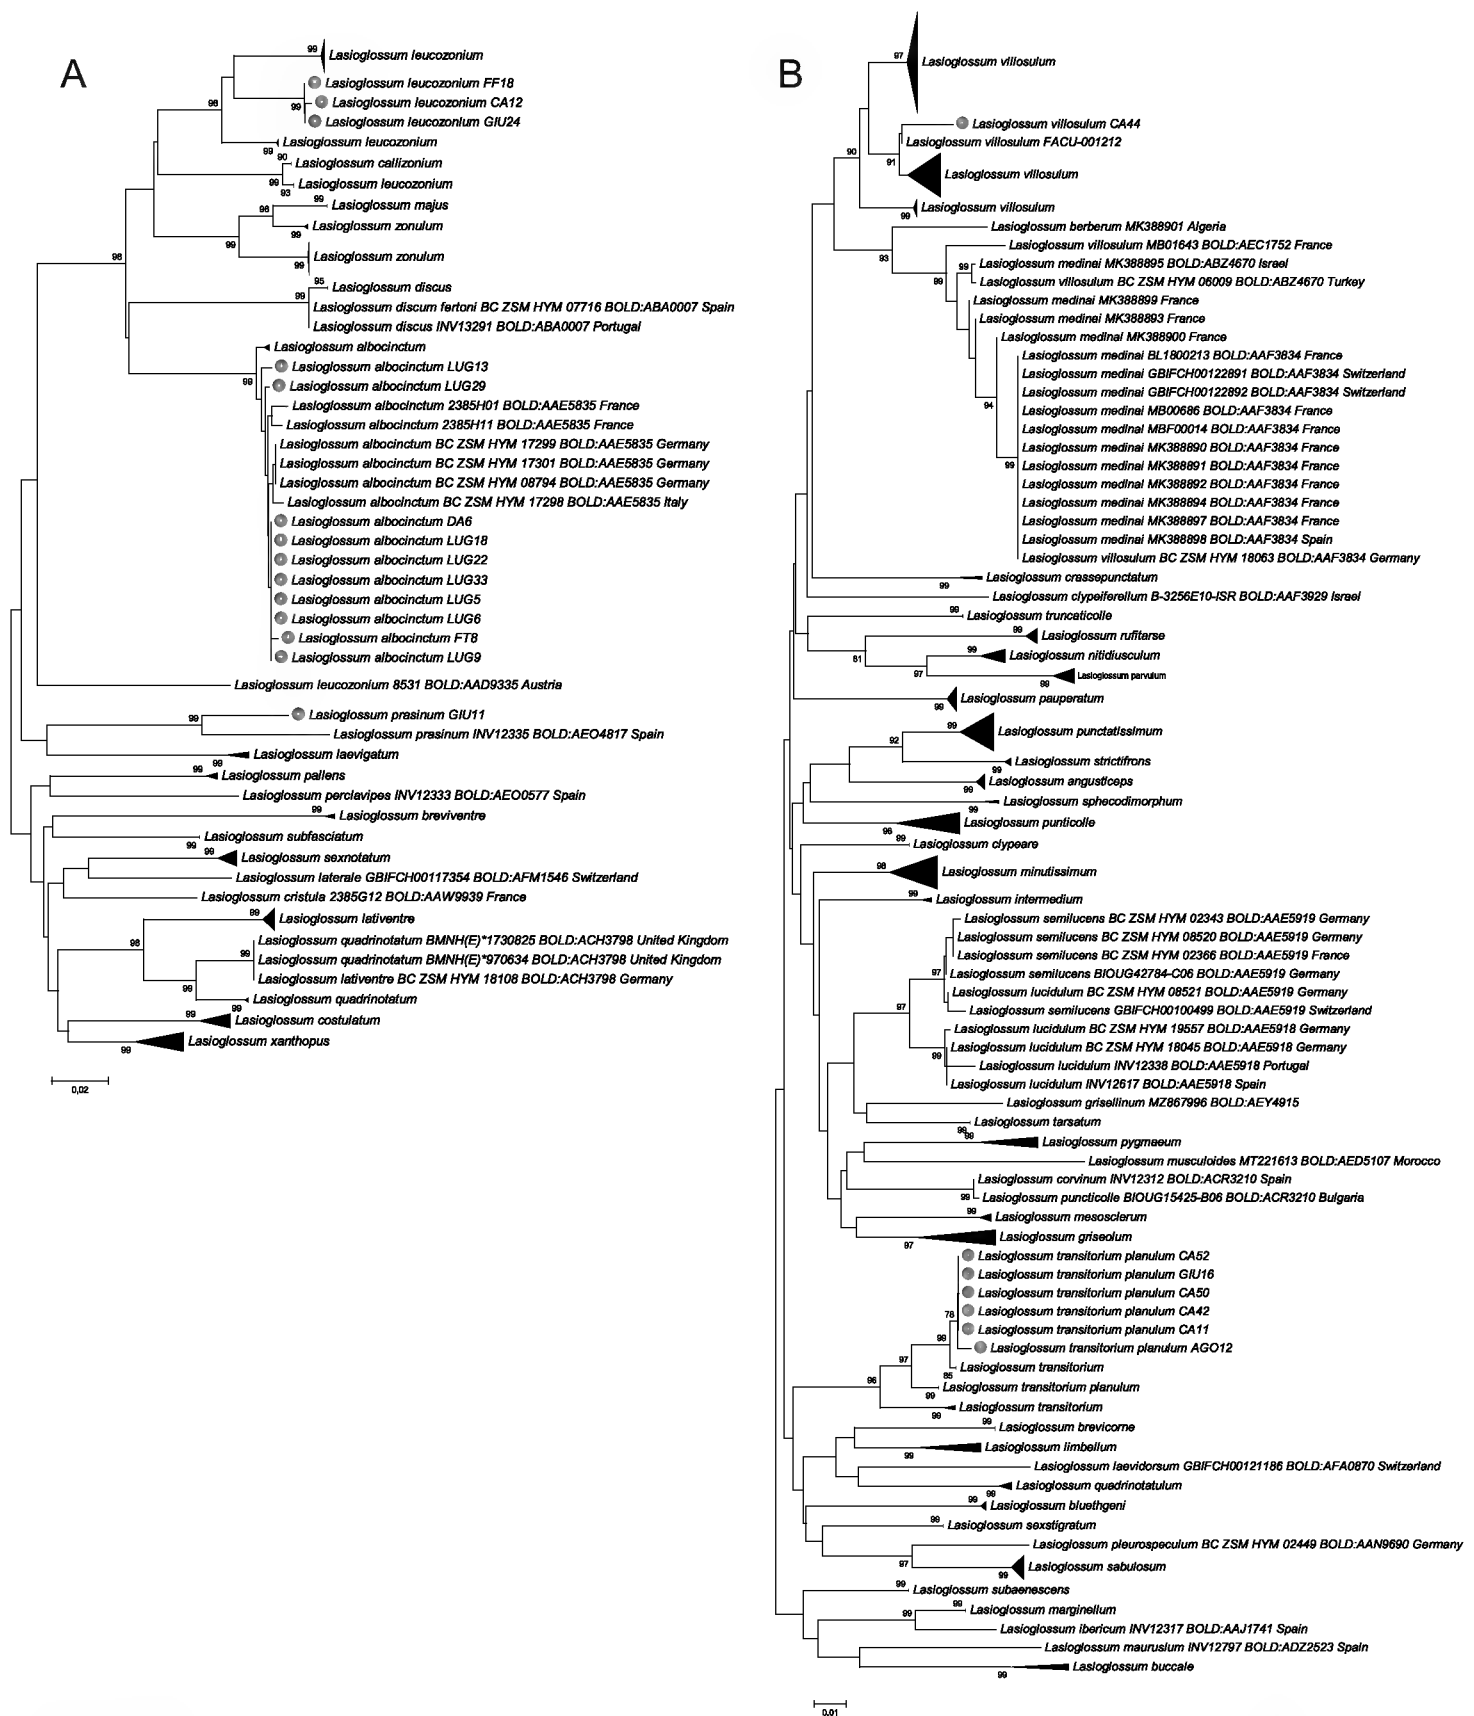 A
99
Lasioglossum leucozonium
Lasioglossum leucozonium FF18
98
99
Lasioglossum leucozonium CA12
Lasioglossum leucozonium GIU24
99
Lasioglossum leucozonium
90
Lasioglossum callizonium
99
93
Lasioglossum leucozonium
99
Lasioglossum majus
98
99
Lasioglossum zonulum
99
99
Lasioglossum zonulum
98
95
Lasioglossum discus
99
Lasioglossum discum fertoni BC ZSM HYM 07716 BOLD:ABA0007 Spain
Lasioglossum discus INV13291 BOLD:ABA0007 Portugal
Lasioglossum albocinctum
Lasioglossum albocinctum LUG13
99
Lasioglossum albocinctum LUG29
Lasioglossum albocinctum 2385H01 BOLD:AAE5835 France
Lasioglossum albocinctum 2385H11 BOLD:AAE5835 France
Lasioglossum albocinctum BC ZSM HYM 17299 BOLD:AAE5835 Germany
Lasioglossum albocinctum BC ZSM HYM 17301 BOLD:AAE5835 Germany
Lasioglossum albocinctum BC ZSM HYM 08794 BOLD:AAE5835 Germany
Lasioglossum albocinctum BC ZSM HYM 17298 BOLD:AAE5835 Italy
Lasioglossum albocinctum DA6
Lasioglossum albocinctum LUG18
Lasioglossum albocinctum LUG22
Lasioglossum albocinctum LUG33
Lasioglossum albocinctum LUG5
Lasioglossum albocinctum LUG6
Lasioglossum albocinctum FT8
Lasioglossum albocinctum LUG9
Lasioglossum leucozonium 8531 BOLD:AAD9335 Austria
99
Lasioglossum prasinum GIU11
Lasioglossum prasinum INV12335 BOLD:AEO4817 Spain
99
Lasioglossum laevigatum
99
Lasioglossum pallens
Lasioglossum perclavipes INV12333 BOLD:AEO0577 Spain
99
Lasioglossum breviventre
99
Lasioglossum subfasciatum
99
Lasioglossum sexnotatum
Lasioglossum laterale GBIFCH00117354 BOLD:AFM1546 Switzerland
Lasioglossum cristula 2385G12 BOLD:AAW9939 France
89
Lasioglossum lativentre
98
Lasioglossum quadrinotatum BMNH(E)*1730825 BOLD:ACH3798 United Kingdom
99
Lasioglossum quadrinotatum BMNH(E)*970634 BOLD:ACH3798 United Kingdom
Lasioglossum lativentre BC ZSM HYM 18108 BOLD:ACH3798 Germany
99
99
Lasioglossum quadrinotatum
99
Lasioglossum costulatum
99
Lasioglossum xanthopus
0,02
B
97
Lasioglossum villosulum
Lasioglossum villosulum CA44
90
Lasioglossum villosulum FACU-001212
91
Lasioglossum villosulum
99
Lasioglossum villosulum
Lasioglossum berberum MK388901 Algeria
93
Lasioglossum villosulum MB01643 BOLD:AEC1752 France
99
Lasioglossum medinai MK388895 BOLD:ABZ4670 Israel
99
Lasioglossum villosulum BC ZSM HYM 06009 BOLD:ABZ4670 Turkey
Lasioglossum medinai MK388899 France
Lasioglossum medinai MK388893 France
Lasioglossum medinai MK388900 France
Lasioglossum medinai BL1800213 BOLD:AAF3834 France
Lasioglossum medinai GBIFCH00122891 BOLD:AAF3834 Switzerland
Lasioglossum medinai GBIFCH00122892 BOLD:AAF3834 Switzerland
94
Lasioglossum medinai MB00686 BOLD:AAF3834 France
Lasioglossum medinai MBF00014 BOLD:AAF3834 France
Lasioglossum medinai MK388890 BOLD:AAF3834 France
99
Lasioglossum medinai MK388891 BOLD:AAF3834 France
Lasioglossum medinai MK388892 BOLD:AAF3834 France
Lasioglossum medinai MK388894 BOLD:AAF3834 France
Lasioglossum medinai MK388897 BOLD:AAF3834 France
Lasioglossum medinai MK388898 BOLD:AAF3834 Spain
Lasioglossum villosulum BC ZSM HYM 18063 BOLD:AAF3834 Germany
99
Lasioglossum crassepunctatum
Lasioglossum clypeiferellum B-3256E10-ISR BOLD:AAF3929 Israel
99
Lasioglossum truncaticolle
99
Lasioglossum rufitarse
81
99
Lasioglossum nitidiusculum
97
99
Lasioglossum parvulum
99
Lasioglossum pauperatum
99
Lasioglossum punctatissimum
92
99
Lasioglossum strictifrons
99
Lasioglossum angusticeps
99
Lasioglossum sphecodimorphum
96
Lasioglossum punticolle
99
Lasioglossum clypeare
98
Lasioglossum minutissimum
99
Lasioglossum intermedium
Lasioglossum semilucens BC ZSM HYM 02343 BOLD:AAE5919 Germany
Lasioglossum semilucens BC ZSM HYM 08520 BOLD:AAE5919 Germany
Lasioglossum semilucens BC ZSM HYM 02366 BOLD:AAE5919 France
97
Lasioglossum semilucens BIOUG42784-C06 BOLD:AAE5919 Germany
Lasioglossum lucidulum BC ZSM HYM 08521 BOLD:AAE5919 Germany
97
Lasioglossum semilucens GBIFCH00100499 BOLD:AAE5919 Switzerland
Lasioglossum lucidulum BC ZSM HYM 19557 BOLD:AAE5918 Germany
99
Lasioglossum lucidulum BC ZSM HYM 18045 BOLD:AAE5918 Germany
Lasioglossum lucidulum INV12338 BOLD:AAE5918 Portugal
Lasioglossum lucidulum INV12617 BOLD:AAE5918 Spain
Lasioglossum grisellinum MZ867996 BOLD:AEY4915
Lasioglossum tarsatum
99
99
Lasioglossum pygmaeum
Lasioglossum musculoides MT221613 BOLD:AED5107 Morocco
Lasioglossum corvinum INV12312 BOLD:ACR3210 Spain
99
Lasioglossum puncticolle BIOUG15425-B06 BOLD:ACR3210 Bulgaria
99
Lasioglossum mesosclerum
97
Lasioglossum griseolum
Lasioglossum transitorium planulum CA52
Lasioglossum transitorium planulum GIU16
Lasioglossum transitorium planulum CA50
78
Lasioglossum transitorium planulum CA42
Lasioglossum transitorium planulum CA11
99
Lasioglossum transitorium planulum AGO12
97
85
Lasioglossum transitorium
96
99
Lasioglossum transitorium planulum
99
Lasioglossum transitorium
99
Lasioglossum brevicorne
99
Lasioglossum limbellum
Lasioglossum laevidorsum GBIFCH00121186 BOLD:AFA0870 Switzerland
99
Lasioglossum quadrinotatulum
99
Lasioglossum bluethgeni
99
Lasioglossum sexstigratum
Lasioglossum pleurospeculum BC ZSM HYM 02449 BOLD:AAN9690 Germany
97
99
Lasioglossum sabulosum
99
Lasioglossum subaenescens
99
99
Lasioglossum marginellum
Lasioglossum ibericum INV12317 BOLD:AAJ1741 Spain
Lasioglossum maurusium INV12797 BOLD:ADZ2523 Spain
99
Lasioglossum buccale
0.01